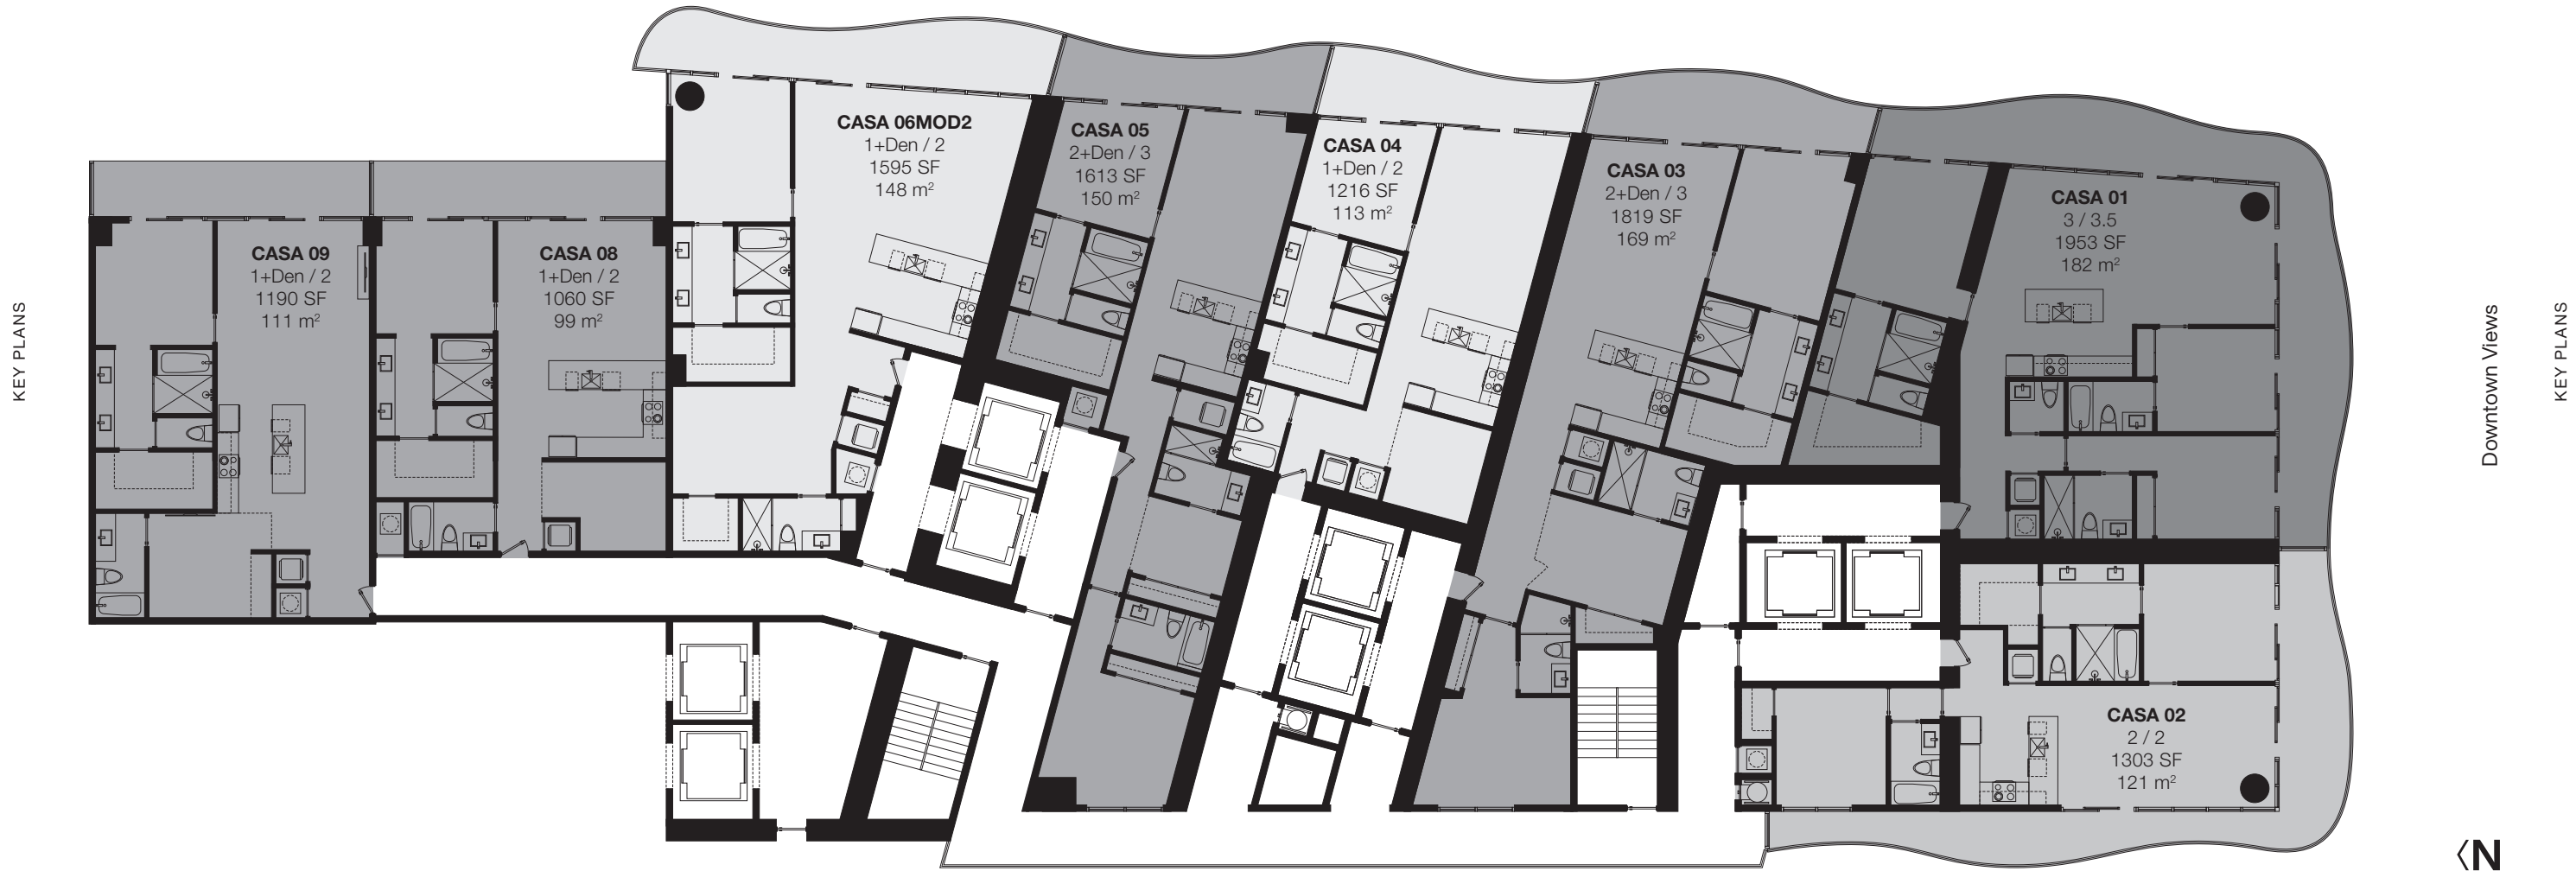 KEY PLANS
CASA 09
1+Den / 2
1190 SF
111 m²
CASA 08
1+Den / 2
1060 SF
99 m²
CASA 06MOD2
1+Den / 2
1595 SF
148 m²
CASA 05
2+Den / 3
1613 SF
150 m²
CASA 04
1+Den / 2
1216 SF
113 m²
CASA 03
2+Den / 3
1819 SF
169 m²
CASA 01
3 / 3.5
1953 SF
182 m²
CASA 02
2 / 2
1303 SF
121 m²
Downtown Views
KEY PLANS
N